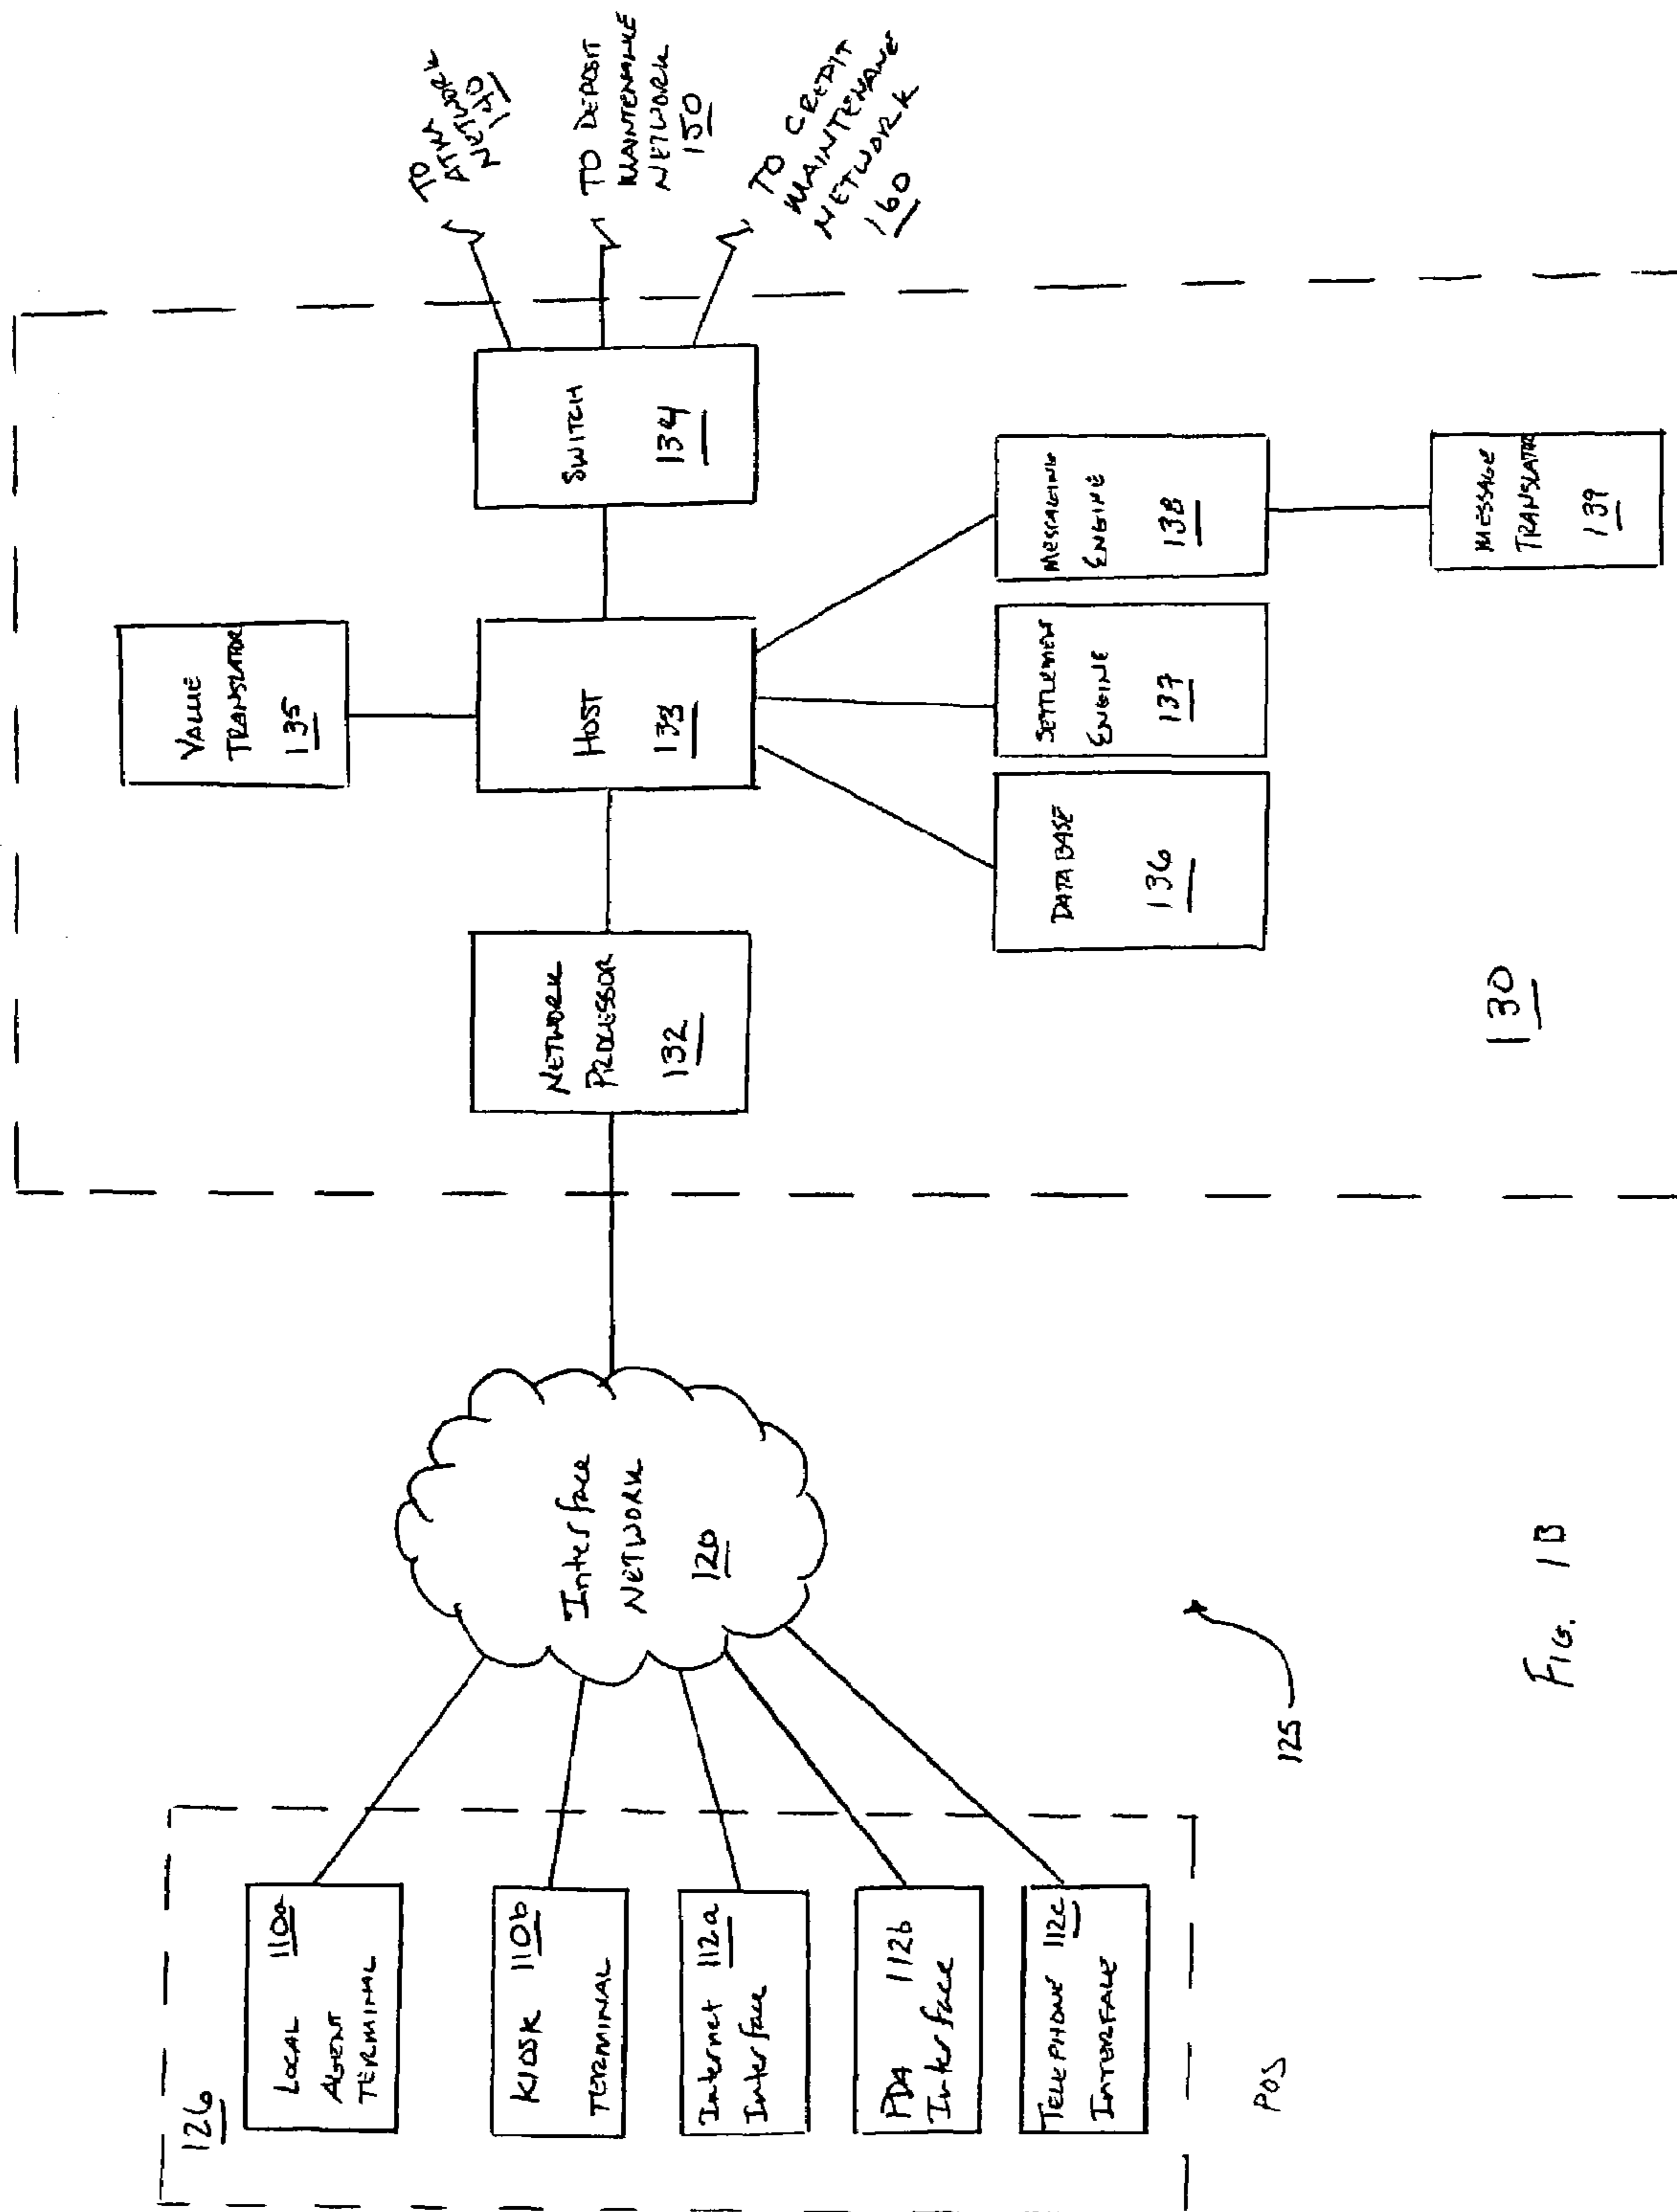 126
LOCAL 110a
AGENT
TERMINAL
KIOSK 110b
TERMINAL
Internet 112a
Interface
PDA 112b
Interface
TELEPHONE 112c
INTERFACE
POS
Interface
NETWORK
120
125
NETWORK
PROCESSOR
132
VALUE
TRANSLATOR
135
HOST
133
SWITCH
134
DATABASE
136
SETTLEMENT
ENGINE
137
MESSAGING
ENGINE
138
MESSAGE
TRANSLATOR
139
130
TO
ATM
NETWORK
140
TO DEPOSIT
MAINTENANCE
NETWORK
150
TO CREDIT
MAINTENANCE
NETWORK
160
FIG. 1B